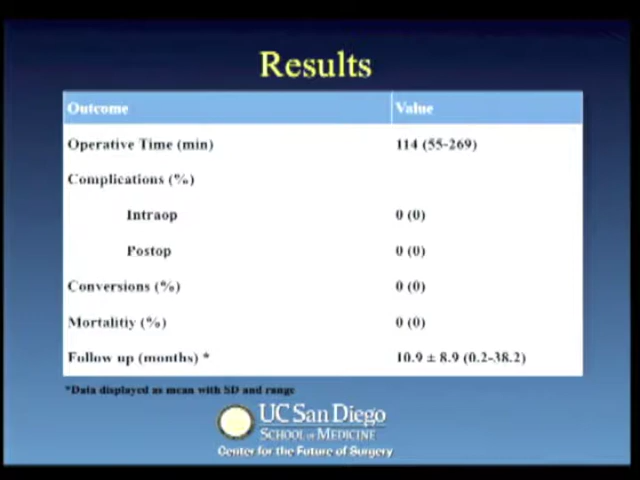 Results
Outcome Value
Operative Time (min) 114 (55-269)
Complications (%)
Intraop 0 (0)
Postop 0 (0)
Conversions (%) 0 (0)
Mortalitiy (%) 0 (0)
Follow up (months) * 10.9 ± 8.9 (0.2-38.2)
*Data displayed as mean with SD and range
UC San Diego
SCHOOL OF MEDICINE
Center for the Future of Surgery